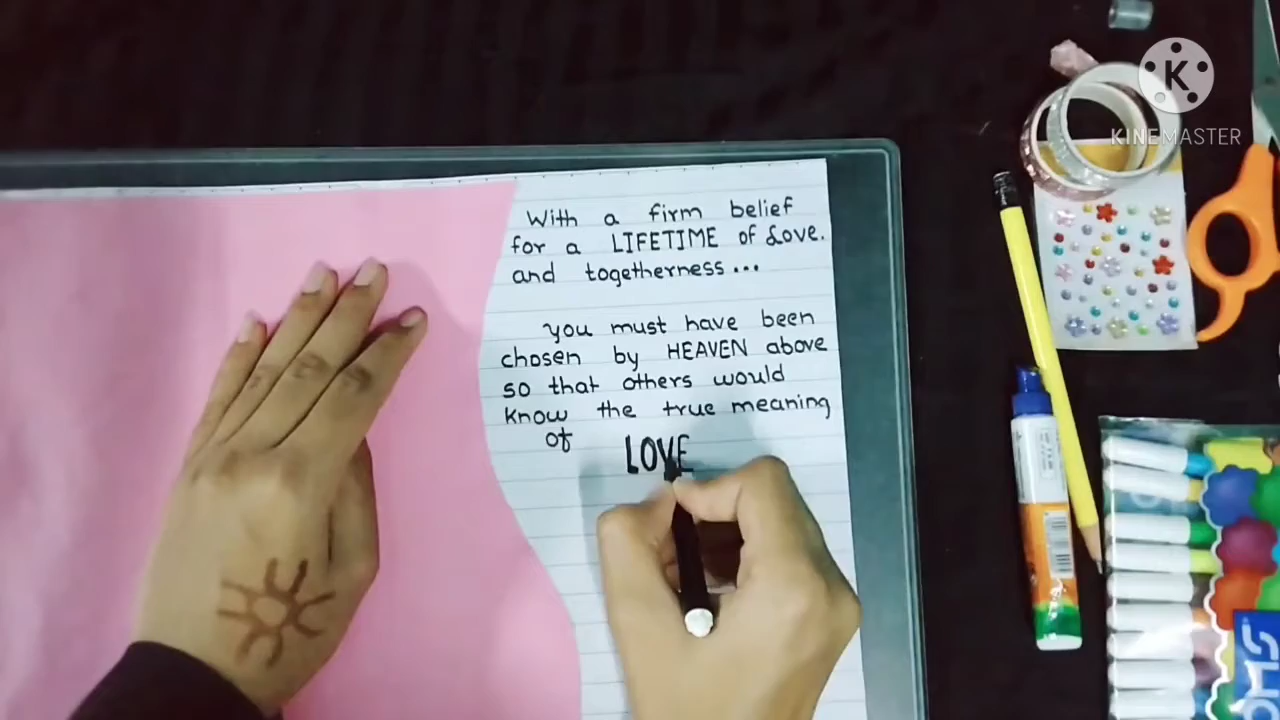 With a firm belief
for a LIFETIME of Love.
and togetherness...
you must have been
chosen by HEAVEN above
so that others would
know the true meaning
of LOVE
K
KINEMASTER
OMS